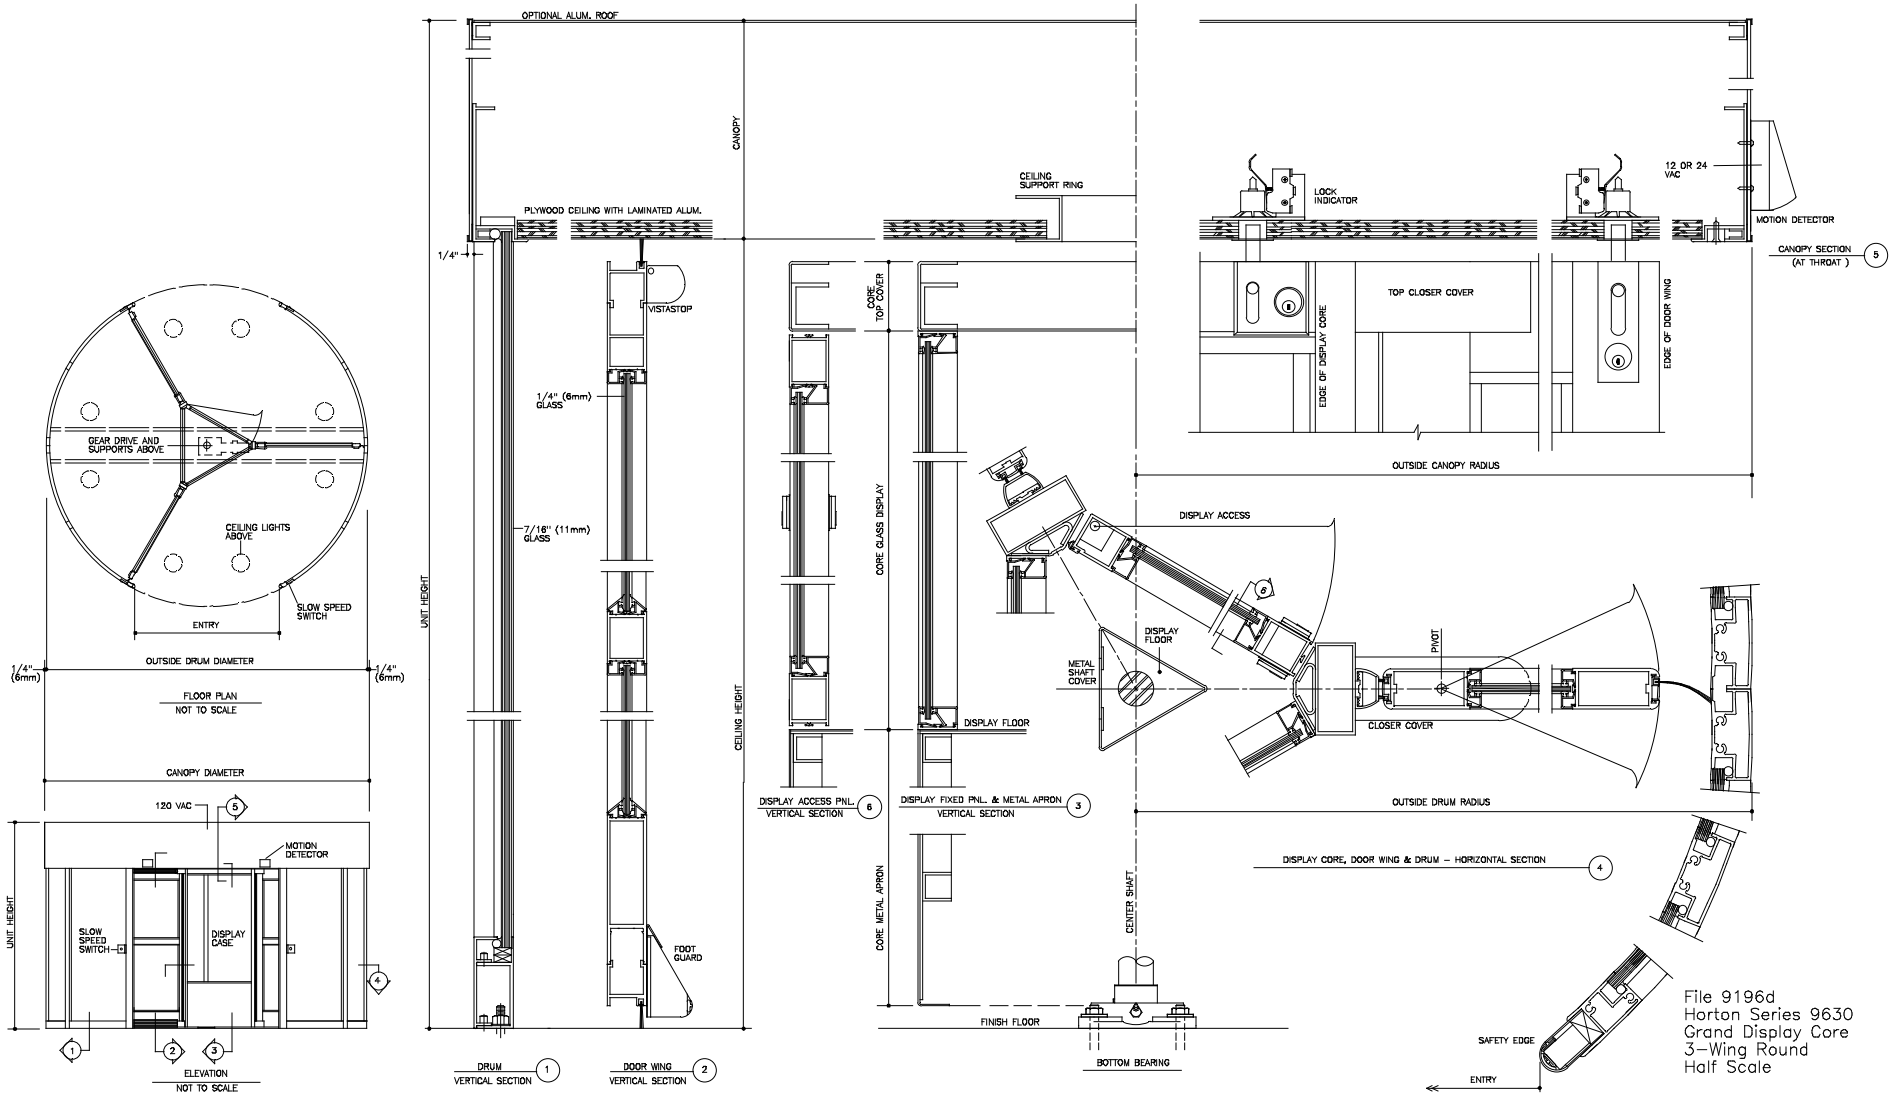 OPTIONAL ALUM. ROOF
CANOPY
CEILING
SUPPORT RING
LOCK
INDICATOR
12 OR 24
VAC
PLYWOOD CEILING WITH LAMINATED ALUM.
MOTION DETECTOR
1/4"
CANOPY SECTION
(AT THROAT )
5
CORE
TOP COVER
VISTASTOP
TOP CLOSER COVER
EDGE OF DISPLAY CORE
EDGE OF DOOR WING
1/4" (6mm)
GLASS
GEAR DRIVE AND
SUPPORTS ABOVE
CEILING LIGHTS
ABOVE
7/16" (11mm)
GLASS
OUTSIDE CANOPY RADIUS
CORE GLASS DISPLAY
DISPLAY ACCESS
6
UNIT HEIGHT
SLOW SPEED
SWITCH
ENTRY
OUTSIDE DRUM DIAMETER
1/4"
(6mm)
1/4"
(6mm)
FLOOR PLAN
NOT TO SCALE
DISPLAY
FLOOR
METAL
SHAFT
COVER
PIVOT
CLOSER COVER
CEILING HEIGHT
DISPLAY FLOOR
CANOPY DIAMETER
120 VAC
5
DISPLAY ACCESS PNL.
VERTICAL SECTION
6
DISPLAY FIXED PNL. & METAL APRON
VERTICAL SECTION
3
OUTSIDE DRUM RADIUS
MOTION
DETECTOR
DISPLAY CORE, DOOR WING & DRUM - HORIZONTAL SECTION
4
UNIT HEIGHT
SLOW
SPEED
SWITCH
DISPLAY
CASE
4
CORE METAL APRON
CENTER SHAFT
FOOT
GUARD
FINISH FLOOR
BOTTOM BEARING
1
2
3
ELEVATION
NOT TO SCALE
DRUM
VERTICAL SECTION
1
DOOR WING
VERTICAL SECTION
2
SAFETY EDGE
ENTRY
File 9196d
Horton Series 9630
Grand Display Core
3-Wing Round
Half Scale